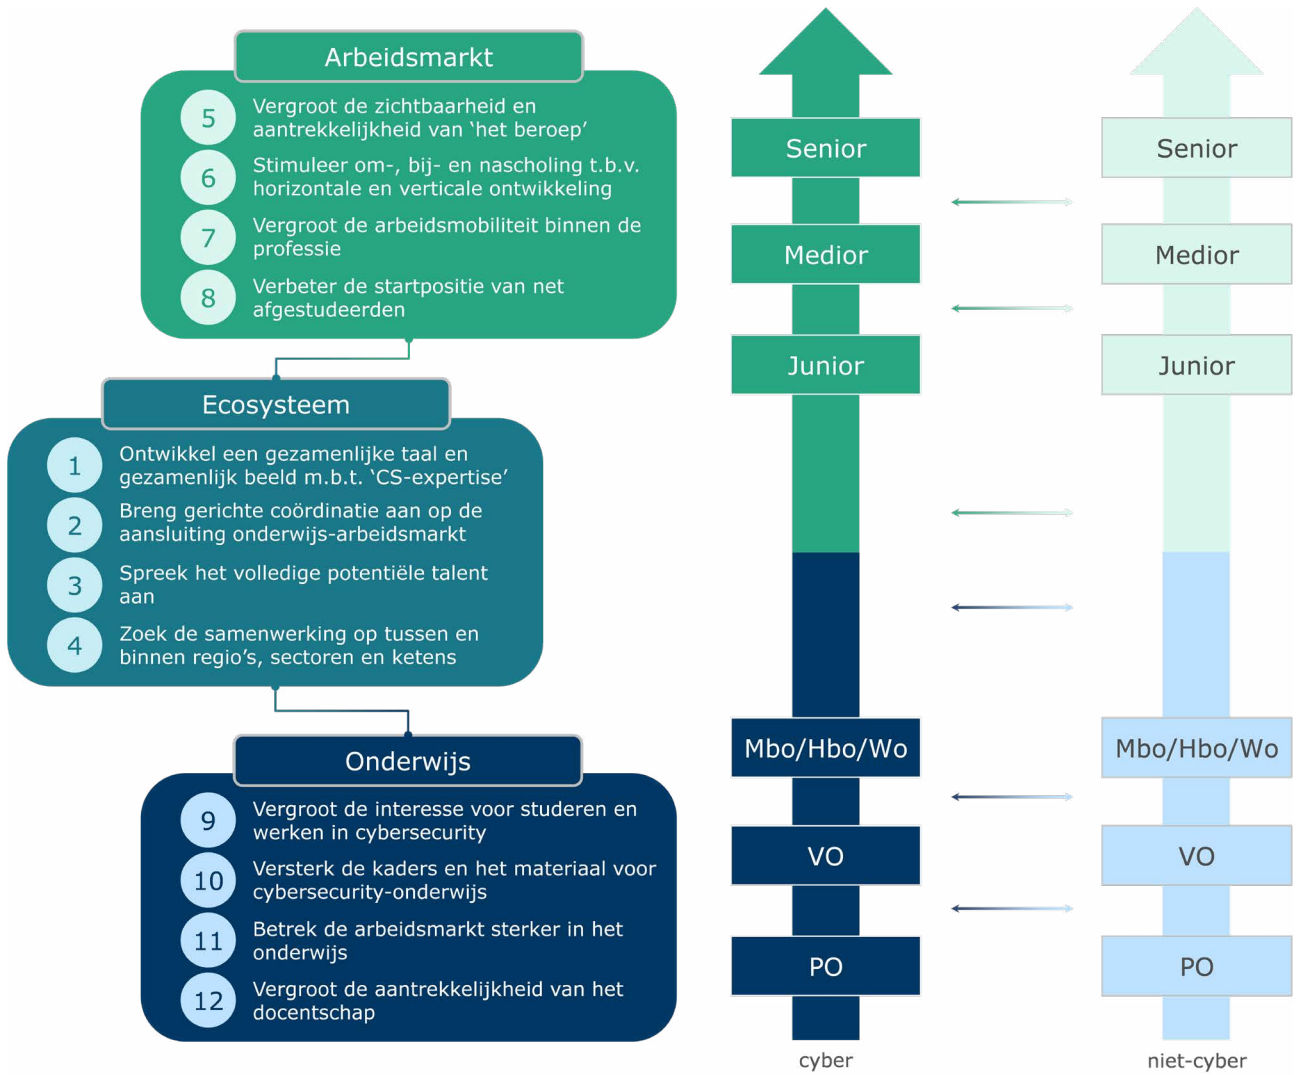 Arbeidsmarkt
5
Vergroot de zichtbaarheid en
aantrekkelijkheid van ‘het beroep’
6
Stimuleer om-, bij- en nascholing t.b.v.
horizontale en verticale ontwikkeling
7
Vergroot de arbeidsmobiliteit binnen de
professie
8
Verbeter de startpositie van net
afgestudeerden
Ecosysteem
1
Ontwikkel een gezamenlijke taal en
gezamenlijk beeld m.b.t. ‘CS-expertise’
2
Breng gerichte coördinatie aan op de
aansluiting onderwijs-arbeidsmarkt
3
Spreek het volledige potentiële talent
aan
4
Zoek de samenwerking op tussen en
binnen regio’s, sectoren en ketens
Onderwijs
9
Vergroot de interesse voor studeren en
werken in cybersecurity
10
Versterk de kaders en het materiaal voor
cybersecurity-onderwijs
11
Betrek de arbeidsmarkt sterker in het
onderwijs
12
Vergroot de aantrekkelijkheid van het
docentschap
Senior
Medior
Junior
Mbo/Hbo/Wo
VO
PO
cyber
Senior
Medior
Junior
Mbo/Hbo/Wo
VO
PO
niet-cyber